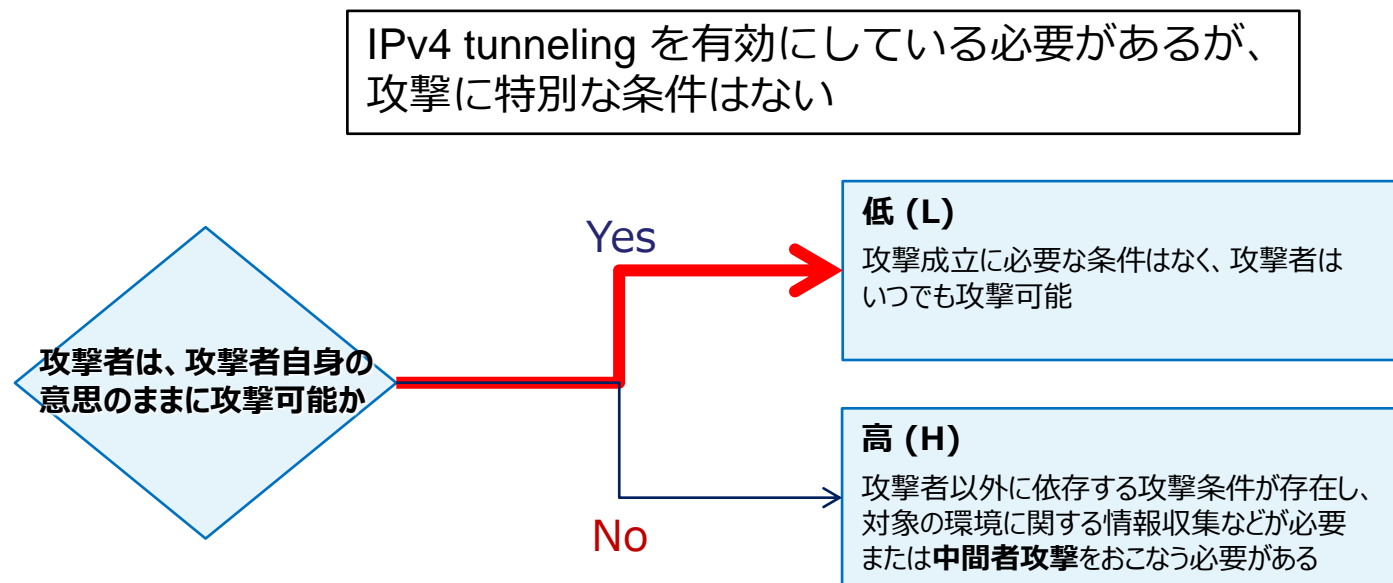 IPv4 tunneling を有効にしている必要があるが、
攻撃に特別な条件はない
Yes
低 (L)
攻撃成立に必要な条件はなく、攻撃者は
いつでも攻撃可能
攻撃者は、攻撃者自身の
意思のままに攻撃可能か
高 (H)
攻撃者以外に依存する攻撃条件が存在し、
対象の環境に関する情報収集などが必要
または中間者攻撃をおこなう必要がある
No